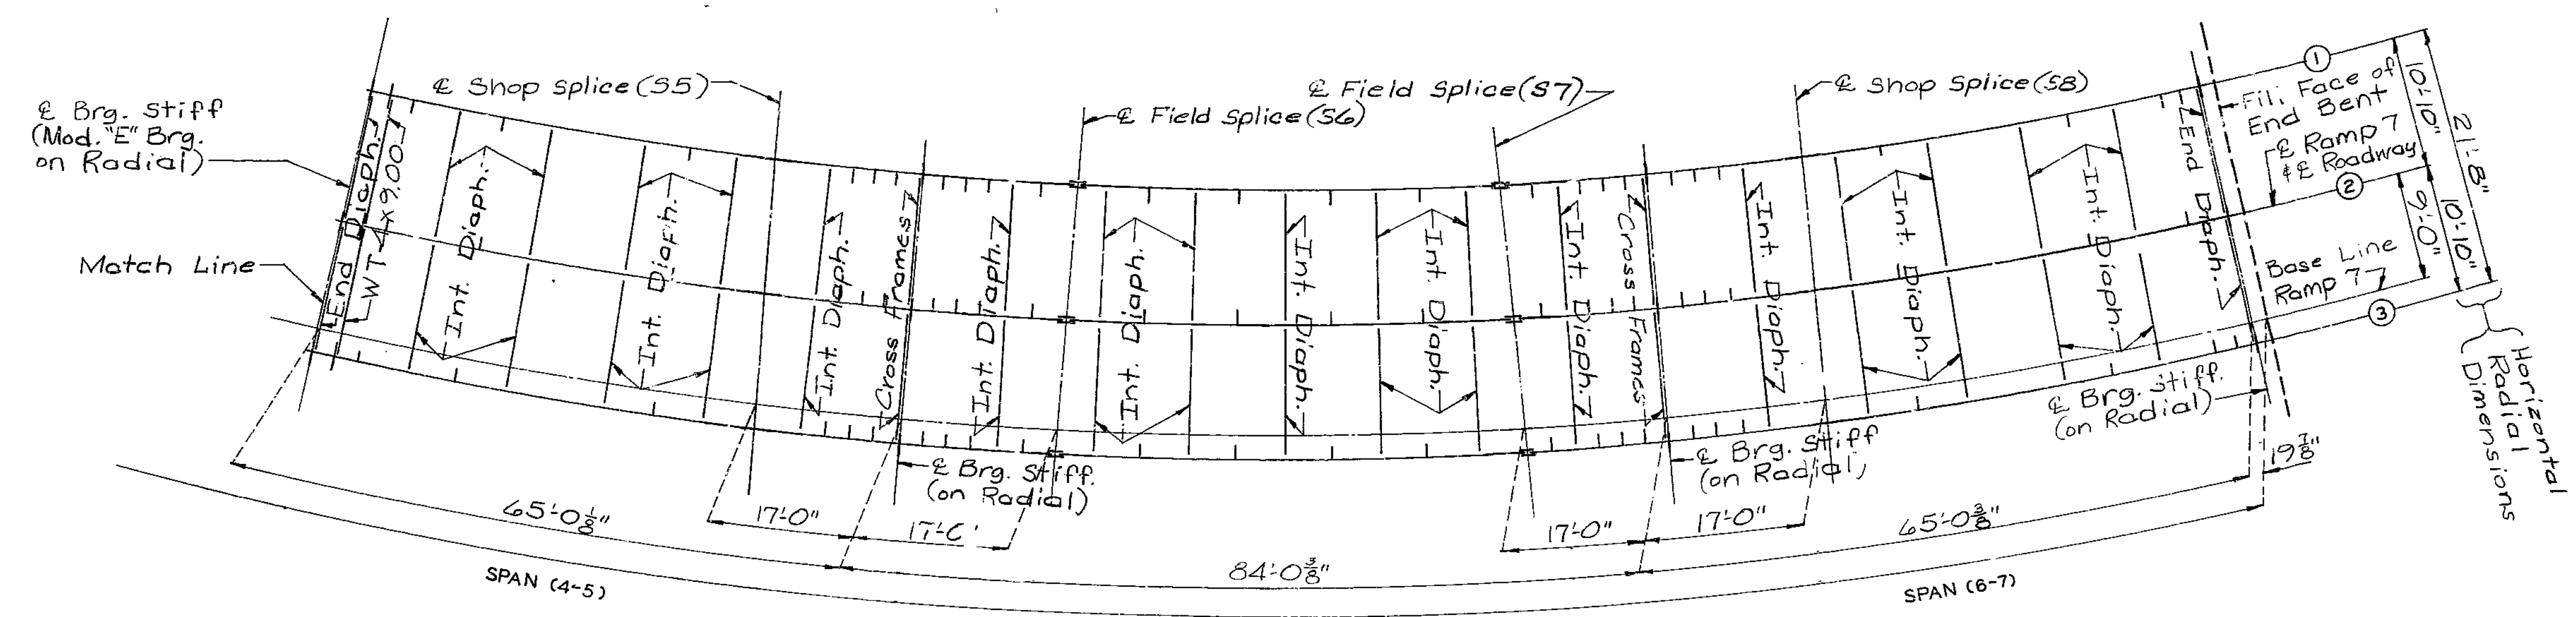 ℄ Shop Splice (S5)
℄ Field Splice (S6)
℄ Field Splice (S7)
℄ Shop Splice (S8)
℄ Brg. Stiff
(Mod. "E" Brg.
on Radial)
Match Line
End Diaph.
WT 4 x 9.00
Int. Diaph.
Int. Diaph.
Int. Diaph.
Cross Frames
Int. Diaph.
Int. Diaph.
Int. Diaph.
Int. Diaph.
Int. Diaph.
Cross Frames
Int. Diaph.
Int. Diaph.
Int. Diaph.
End Diaph.
1
Fil. Face of
End Bent
℄ Ramp 7
& ℄ Roadway
2
Base Line
Ramp 7
3
10'-10"
21'-8"
9'-0"
10'-10"
Horizontal
Radial
Dimensions
℄ Brg. Stiff.
(on Radial)
℄ Brg. Stiff
(on Radial)
℄ Brg. Stiff.
(on Radial)
19⅞"
65'-0⅛"
17'-0"
17'-0"
84'-0⅜"
17'-0"
17'-0"
65'-0⅜"
SPAN (4-5)
SPAN (6-7)